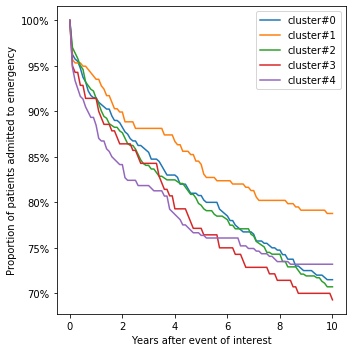 100%
95%
90%
85%
80%
75%
70%
Proportion of patients admitted to emergency
cluster#0
cluster#1
cluster#2
cluster#3
cluster#4
0 2 4 6 8 10
Years after event of interest